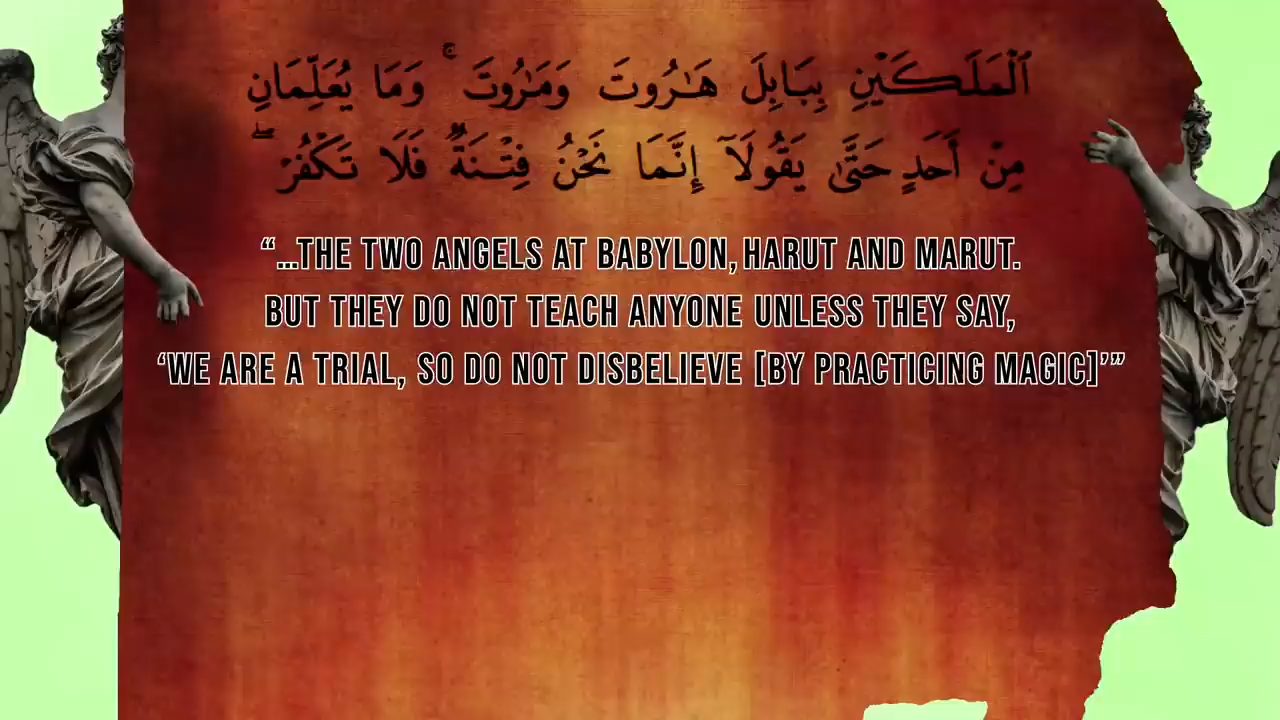 ٱلْمَلَكَيْنِ بِبَابِلَ هَـٰرُوتَ وَمَـٰرُوتَ ۚ وَمَا يُعَلِّمَانِ
مِنْ أَحَدٍ حَتَّىٰ يَقُولَآ إِنَّمَا نَحْنُ فِتْنَةٌ فَلَا تَكْفُرْ ۖ
“...THE TWO ANGELS AT BABYLON, HARUT AND MARUT.
BUT THEY DO NOT TEACH ANYONE UNLESS THEY SAY,
‘WE ARE A TRIAL, SO DO NOT DISBELIEVE [BY PRACTICING MAGIC]’”